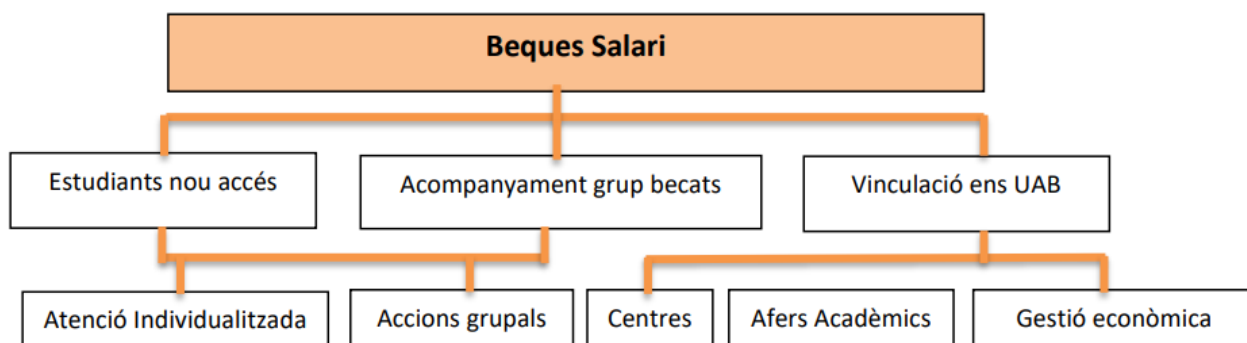 Beques Salari
Estudiants nou accés
Acompanyament grup becats
Vinculació ens UAB
Atenció Individualitzada
Accions grupals
Centres
Afers Acadèmics
Gestió econòmica